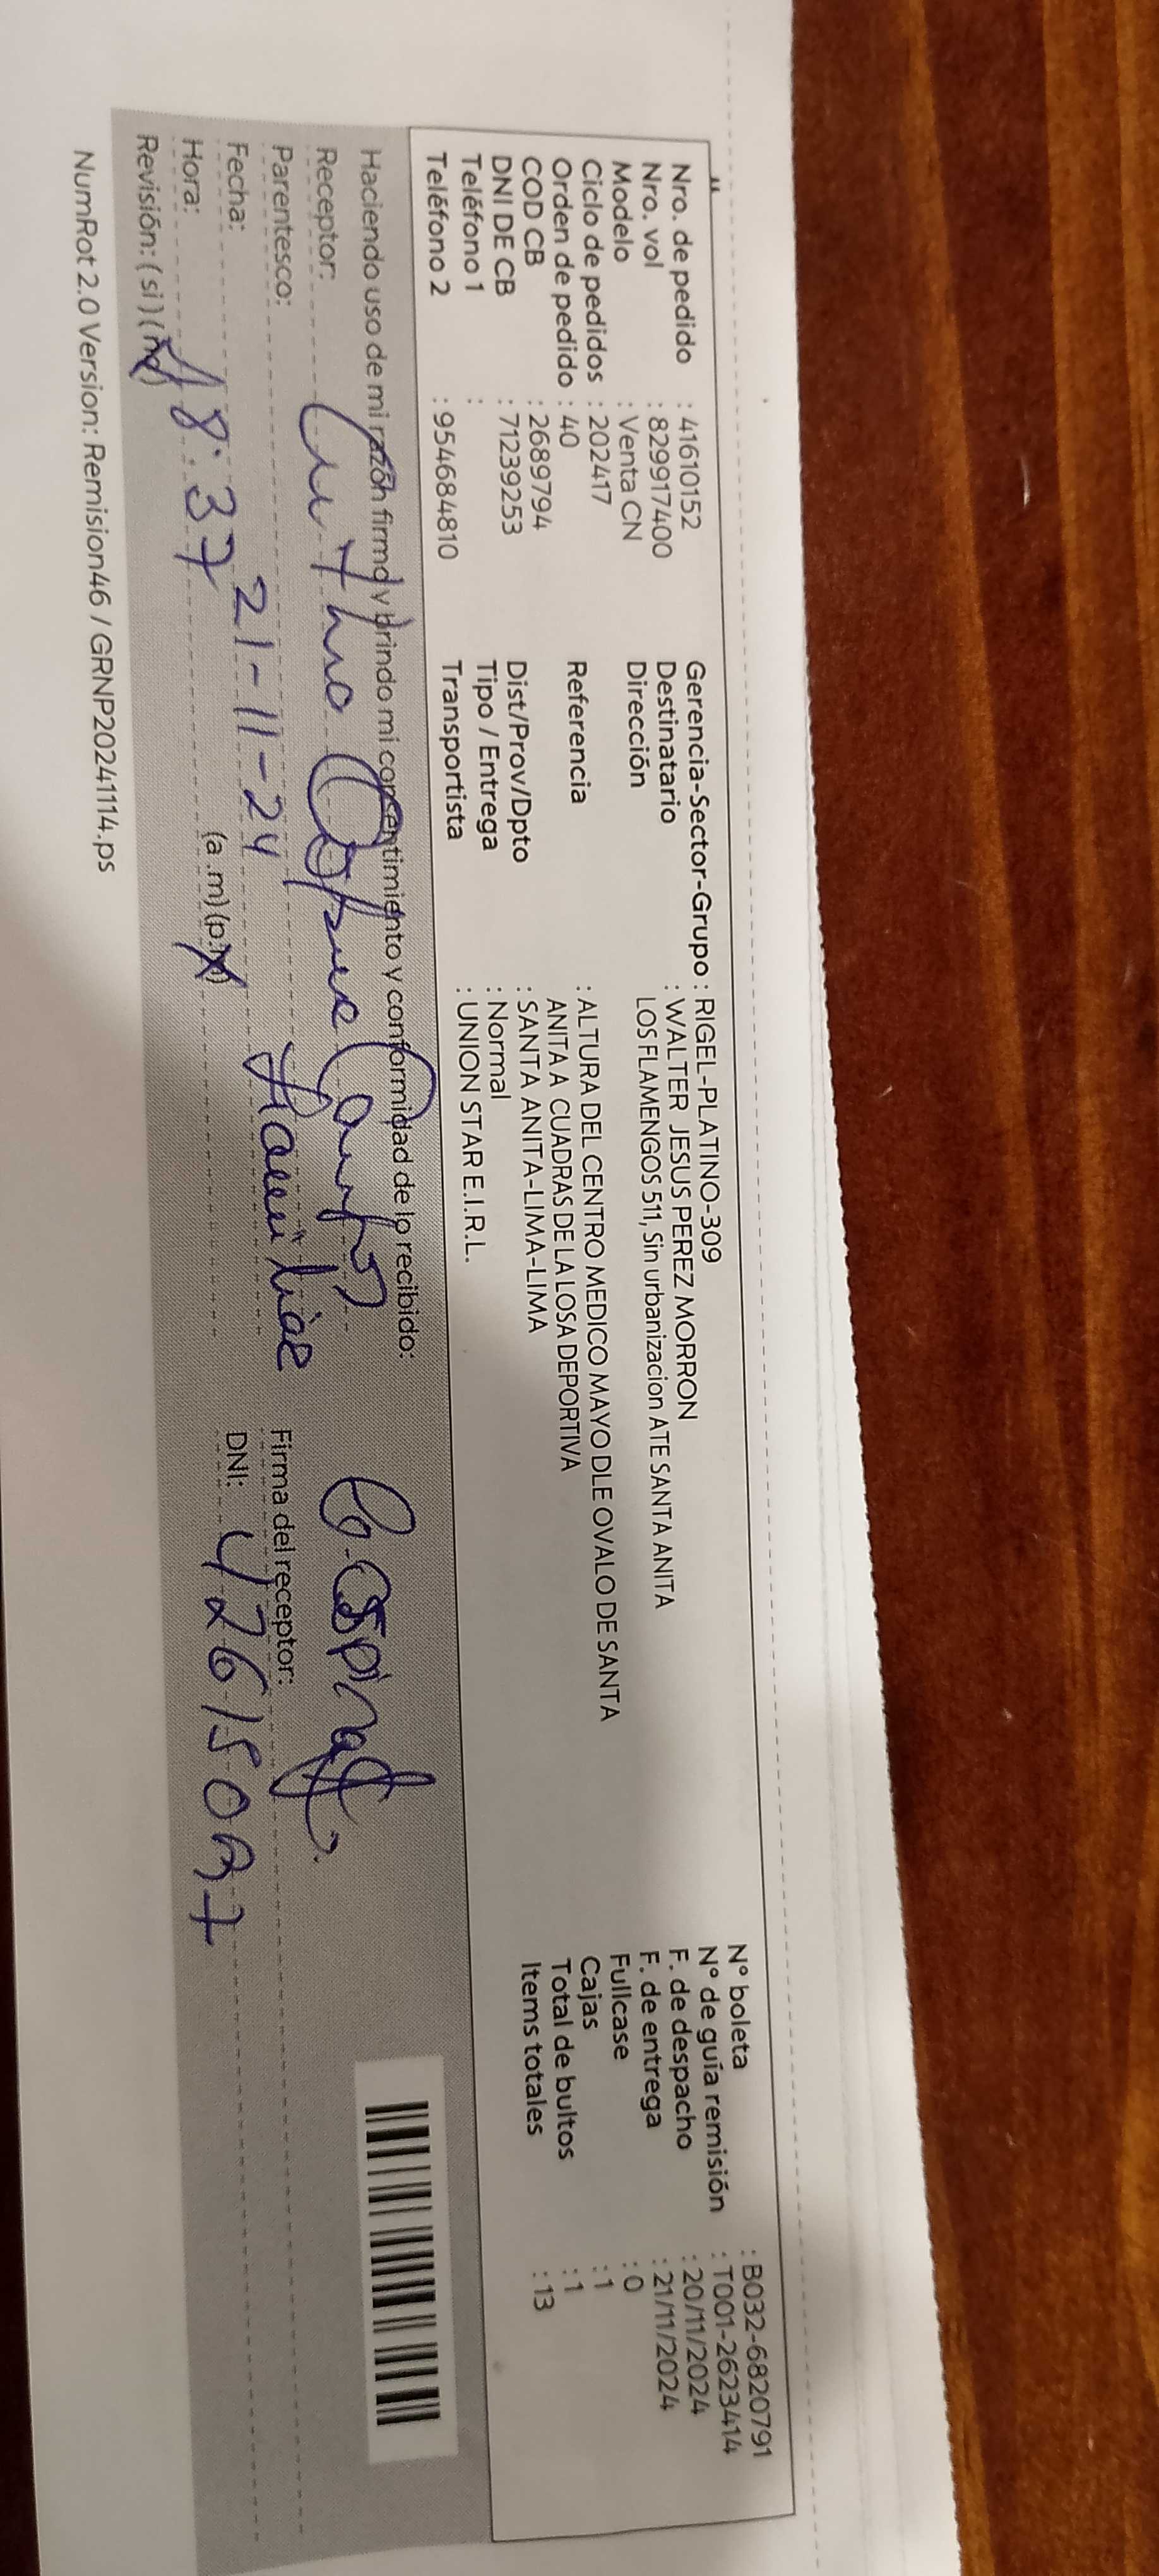 Nro. de pedido : 41610152
Nro. vol : 829917400
Modelo : Venta CN
Ciclo de pedidos : 202417
Orden de pedido : 40
COD CB : 2689794
DNI DE CB : 71239253
Teléfono 1 :
Teléfono 2 : 954684810
Gerencia-Sector-Grupo : RIGEL-PLATINO-309
Destinatario : WALTER JESUS PEREZ MORRON
Dirección LOS FLAMENGOS 511, Sin urbanizacion ATE SANTA ANITA
Referencia : ALTURA DEL CENTRO MEDICO MAYO DLE OVALO DE SANTA
ANITA A CUADRAS DE LA LOSA DEPORTIVA
Dist/Prov/Dpto : SANTA ANITA-LIMA-LIMA
Tipo / Entrega : Normal
Transportista : UNION STAR E.I.R.L.
N° boleta : B032-6820791
N° de guía remisión : T001-2623414
F. de despacho : 20/11/2024
F. de entrega : 21/11/2024
Fullcase : 0
Cajas : 1
Total de bultos : 1
Items totales : 13
Haciendo uso de mi razón firmo y brindo mi consentimiento y conformidad de lo recibido:
Receptor:
Parentesco:
Fecha: 21-11-24
Hora: 18:37 (a.m) (p.m)
Revisión: (si) (no)
Firma del receptor:
DNI: 42615037
NumRot 2.0 Version: Remision46 / GRNP20241114.ps